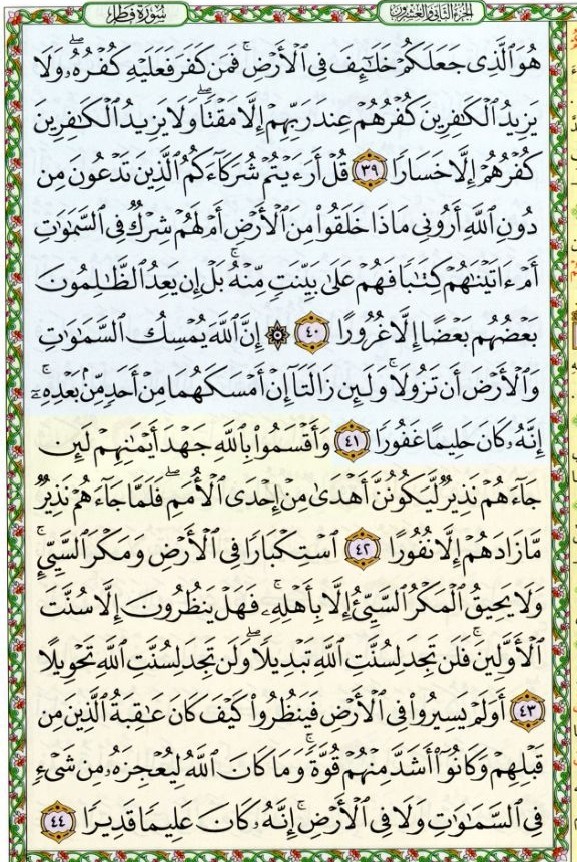 الجزء الثاني والعشرون
سورة فاطر
هُوَ ٱلَّذِى جَعَلَكُمْ خَلَٰٓئِفَ فِى ٱلْأَرْضِ ۚ فَمَن كَفَرَ فَعَلَيْهِ كُفْرُهُۥ ۖ وَلَا
يَزِيدُ ٱلْكَٰفِرِينَ كُفْرُهُمْ عِندَ رَبِّهِمْ إِلَّا مَقْتًا ۖ وَلَا يَزِيدُ ٱلْكَٰفِرِينَ
كُفْرُهُمْ إِلَّا خَسَارًا ٣٩ قُلْ أَرَءَيْتُمْ شُرَكَآءَكُمُ ٱلَّذِينَ تَدْعُونَ مِن
دُونِ ٱللَّهِ أَرُونِى مَاذَا خَلَقُوا۟ مِنَ ٱلْأَرْضِ أَمْ لَهُمْ شِرْكٌ فِى ٱلسَّمَٰوَٰتِ
أَمْ ءَاتَيْنَٰهُمْ كِتَٰبًا فَهُمْ عَلَىٰ بَيِّنَتٍ مِّنْهُ ۚ بَلْ إِن يَعِدُ ٱلظَّٰلِمُونَ
بَعْضُهُم بَعْضًا إِلَّا غُرُورًا ٤٠ ۞ إِنَّ ٱللَّهَ يُمْسِكُ ٱلسَّمَٰوَٰتِ
وَٱلْأَرْضَ أَن تَزُولَا ۚ وَلَئِن زَالَتَآ إِنْ أَمْسَكَهُمَا مِنْ أَحَدٍ مِّنۢ بَعْدِهِۦٓ ۚ
إِنَّهُۥ كَانَ حَلِيمًا غَفُورًا ٤١ وَأَقْسَمُوا۟ بِٱللَّهِ جَهْدَ أَيْمَٰنِهِمْ لَئِن
جَآءَهُمْ نَذِيرٌ لَّيَكُونُنَّ أَهْدَىٰ مِنْ إِحْدَى ٱلْأُمَمِ ۖ فَلَمَّا جَآءَهُمْ نَذِيرٌ
مَّا زَادَهُمْ إِلَّا نُفُورًا ٤٢ ٱسْتِكْبَارًا فِى ٱلْأَرْضِ وَمَكْرَ ٱلسَّيِّئِ ۚ
وَلَا يَحِيقُ ٱلْمَكْرُ ٱلسَّيِّئُ إِلَّا بِأَهْلِهِۦ ۚ فَهَلْ يَنظُرُونَ إِلَّا سُنَّتَ
ٱلْأَوَّلِينَ ۚ فَلَن تَجِدَ لِسُنَّتِ ٱللَّهِ تَبْدِيلًا ۖ وَلَن تَجِدَ لِسُنَّتِ ٱللَّهِ تَحْوِيلًا
٤٣ أَوَلَمْ يَسِيرُوا۟ فِى ٱلْأَرْضِ فَيَنظُرُوا۟ كَيْفَ كَانَ عَٰقِبَةُ ٱلَّذِينَ مِن
قَبْلِهِمْ وَكَانُوٓا۟ أَشَدَّ مِنْهُمْ قُوَّةً ۚ وَمَا كَانَ ٱللَّهُ لِيُعْجِزَهُۥ مِن شَىْءٍ
فِى ٱلسَّمَٰوَٰتِ وَلَا فِى ٱلْأَرْضِ ۚ إِنَّهُۥ كَانَ عَلِيمًا قَدِيرًا ٤٤